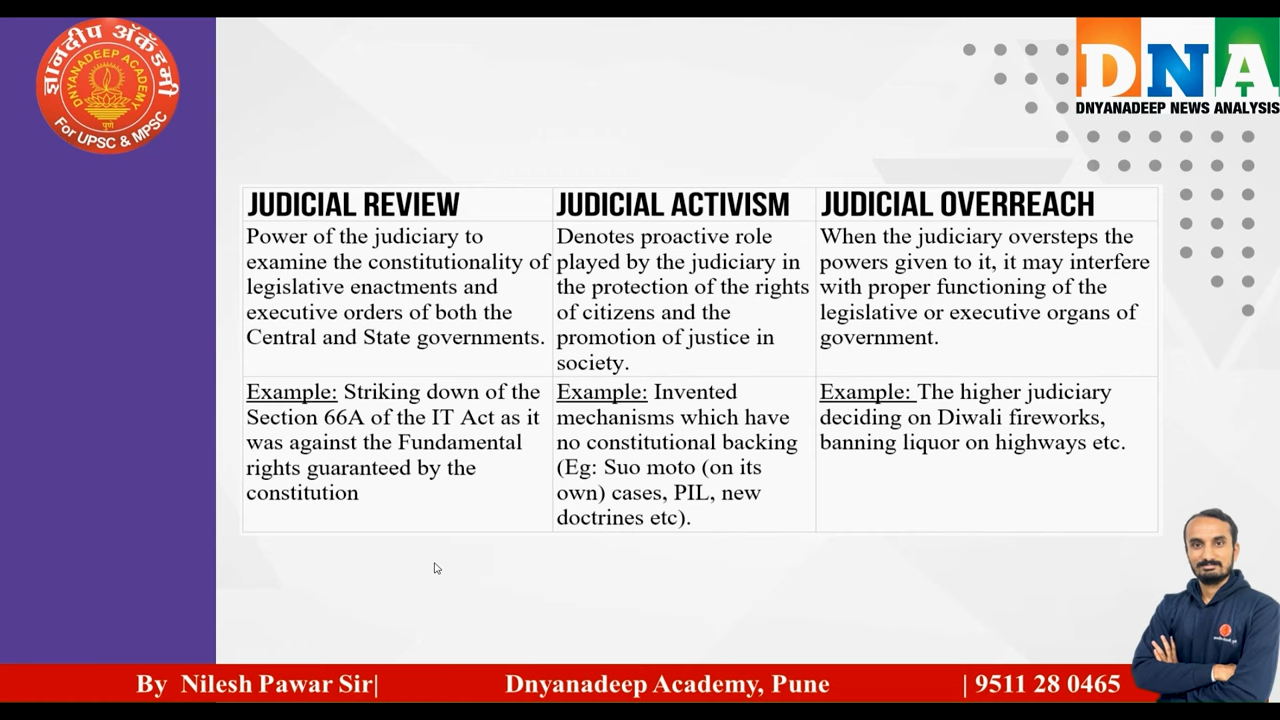 ज्ञानदीप अॅकॅडमी
DNYANADEEP ACADEMY
पुणे
For UPSC & MPSC
DNA
DNYANADEEP NEWS ANALYSIS
JUDICIAL REVIEW
Power of the judiciary to
examine the constitutionality of
legislative enactments and
executive orders of both the
Central and State governments.
JUDICIAL ACTIVISM
Denotes proactive role
played by the judiciary in
the protection of the rights
of citizens and the
promotion of justice in
society.
JUDICIAL OVERREACH
When the judiciary oversteps the
powers given to it, it may interfere
with proper functioning of the
legislative or executive organs of
government.
Example: Striking down of the
Section 66A of the IT Act as it
was against the Fundamental
rights guaranteed by the
constitution
Example: Invented
mechanisms which have
no constitutional backing
(Eg: Suo moto (on its
own) cases, PIL, new
doctrines etc).
Example: The higher judiciary
deciding on Diwali fireworks,
banning liquor on highways etc.
By Nilesh Pawar Sir| Dnyanadeep Academy, Pune | 9511 28 0465